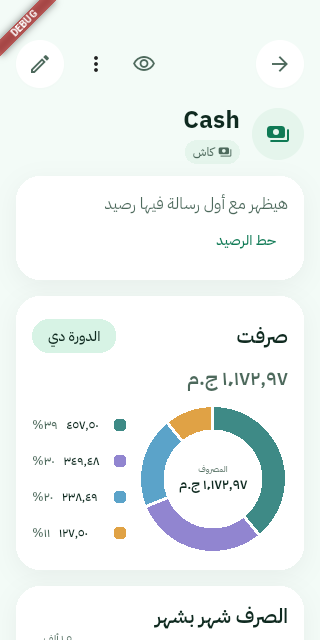 DEBUG
Cash
كاش
هيظهر مع أول رسالة فيها رصيد
حط الرصيد
صرفت
الدورة دي
١،١٧٢,٩٧ ج.م
٤٥٧,٥٠ ٣٩%
٣٤٩,٤٨ ٣٠%
٢٣٨,٤٩ ٢٠%
١٢٧,٥٠ ١١%
المصروف
١،١٧٢,٩٧ ج.م
الصرف شهر بشهر